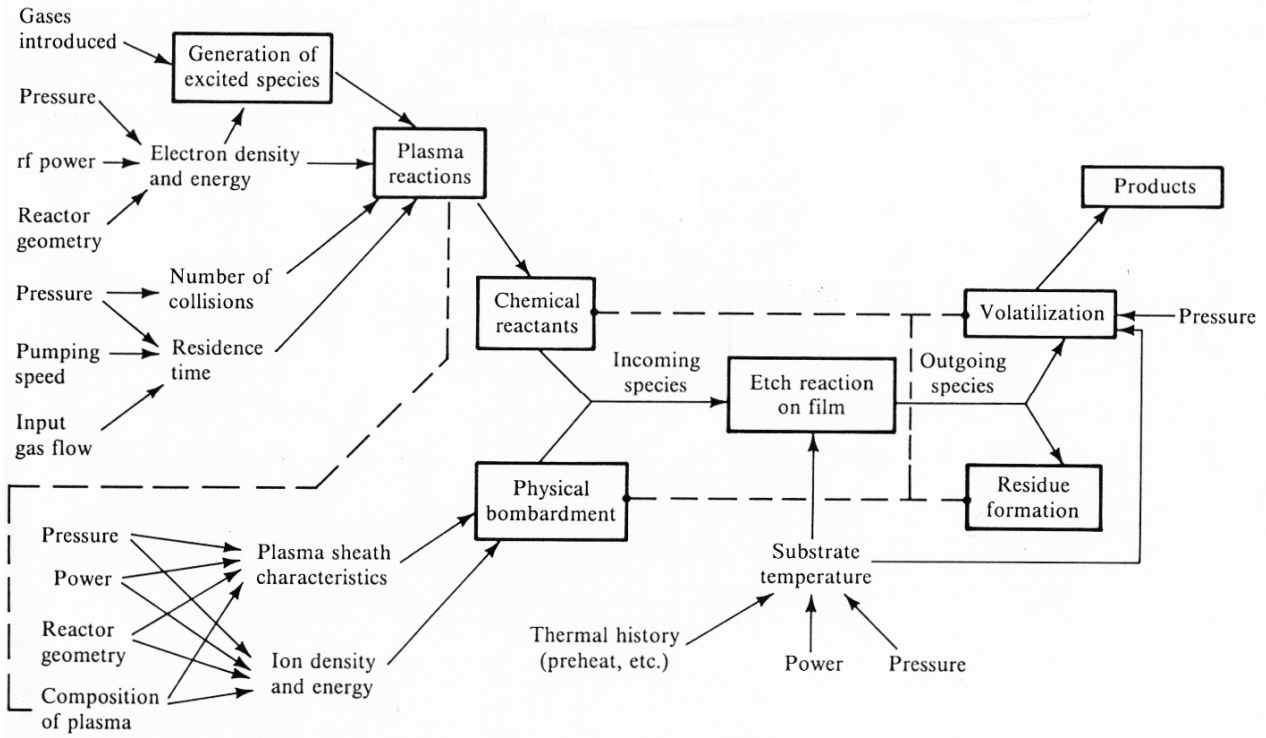 Gases
introduced
Generation of
excited species
Pressure
rf power
Electron density
and energy
Plasma
reactions
Reactor
geometry
Products
Pressure
Number of
collisions
Chemical
reactants
Volatilization
Pressure
Pumping
speed
Residence
time
Incoming
species
Etch reaction
on film
Outgoing
species
Input
gas flow
Physical
bombardment
Residue
formation
Pressure
Plasma sheath
characteristics
Power
Substrate
temperature
Reactor
geometry
Ion density
and energy
Thermal history
(preheat, etc.)
Power
Pressure
Composition
of plasma